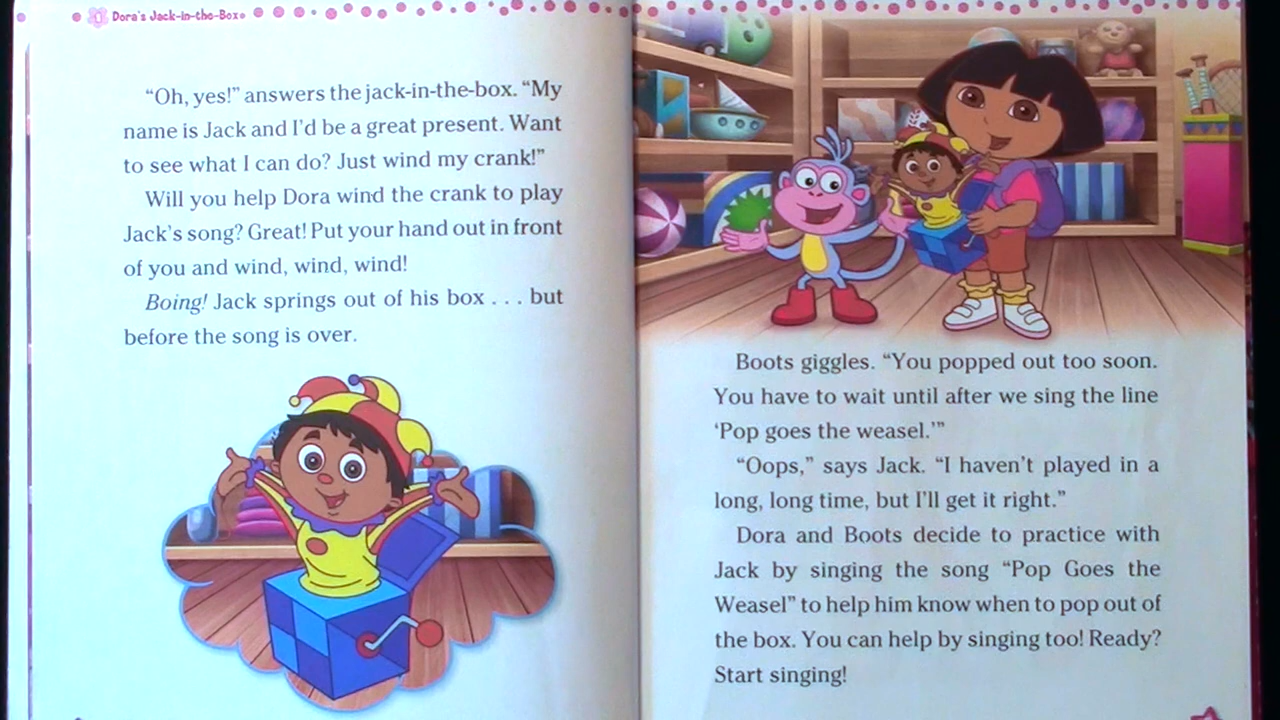 Dora's Jack-in-the-Box
“Oh, yes!” answers the jack-in-the-box. “My
name is Jack and I'd be a great present. Want
to see what I can do? Just wind my crank!”
Will you help Dora wind the crank to play
Jack's song? Great! Put your hand out in front
of you and wind, wind, wind!
Boing! Jack springs out of his box . . . but
before the song is over.
Boots giggles. “You popped out too soon.
You have to wait until after we sing the line
‘Pop goes the weasel.’”
“Oops,” says Jack. “I haven't played in a
long, long time, but I'll get it right.”
Dora and Boots decide to practice with
Jack by singing the song “Pop Goes the
Weasel” to help him know when to pop out of
the box. You can help by singing too! Ready?
Start singing!